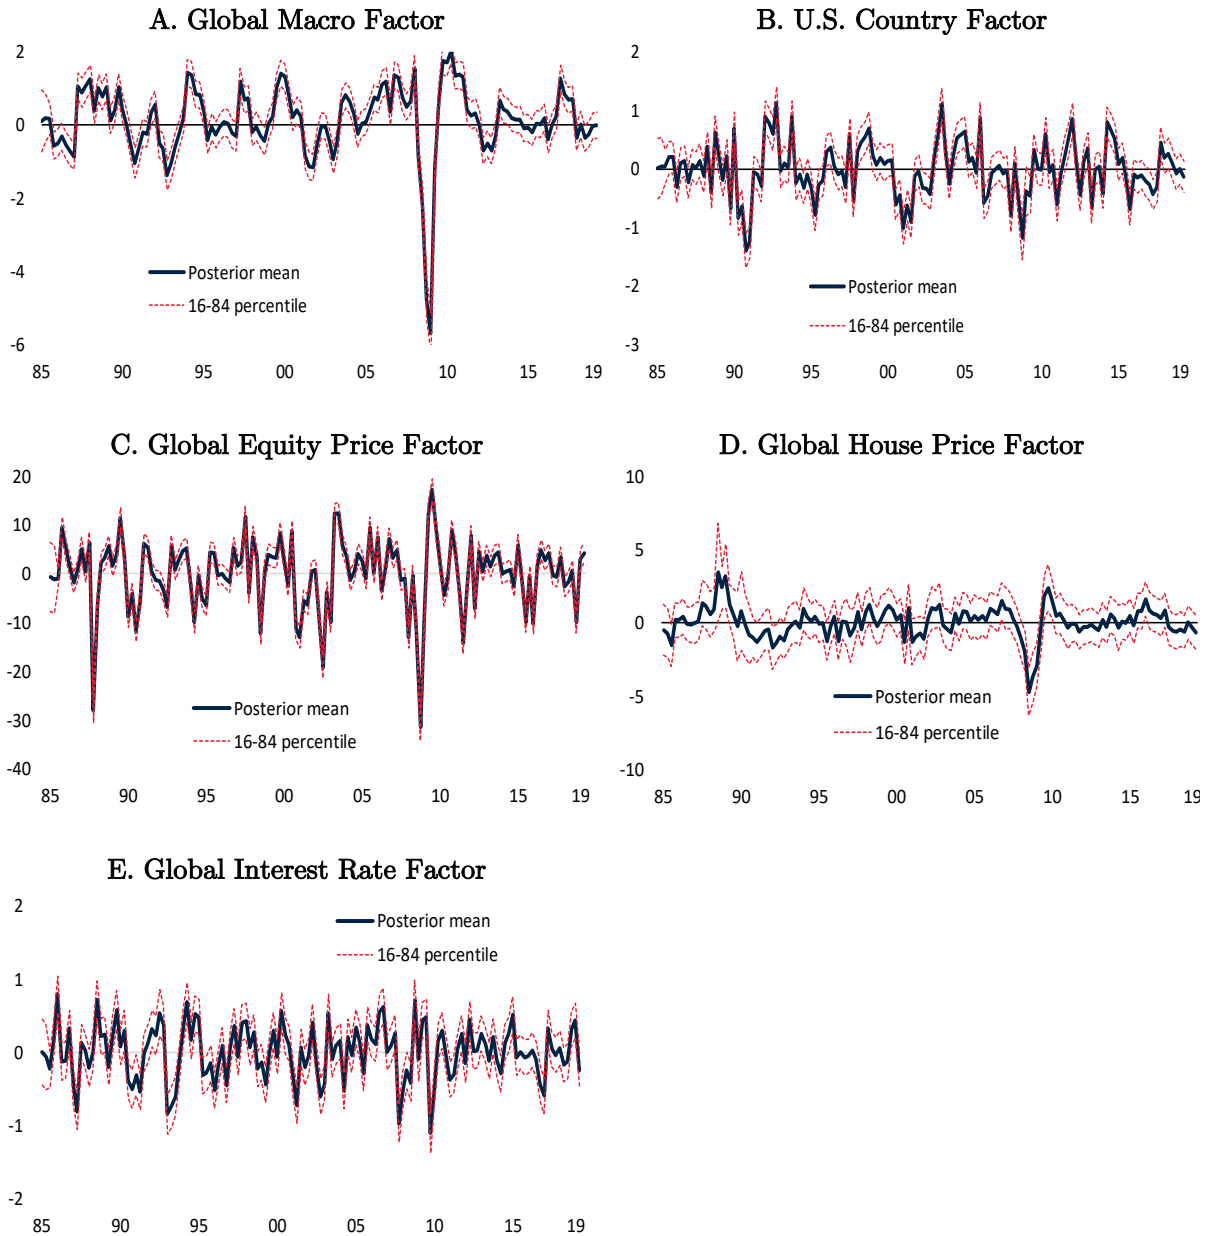 A. Global Macro Factor
2
0
-2
-4
-6
Posterior mean
16-84 percentile
85 90 95 00 05 10 15 19
B. U.S. Country Factor
2
1
0
-1
-2
-3
Posterior mean
16-84 percentile
85 90 95 00 05 10 15 19
C. Global Equity Price Factor
20
10
0
-10
-20
-30
-40
Posterior mean
16-84 percentile
85 90 95 00 05 10 15 19
D. Global House Price Factor
10
5
0
-5
-10
Posterior mean
16-84 percentile
85 90 95 00 05 10 15 19
E. Global Interest Rate Factor
2
1
0
-1
-2
Posterior mean
16-84 percentile
85 90 95 00 05 10 15 19